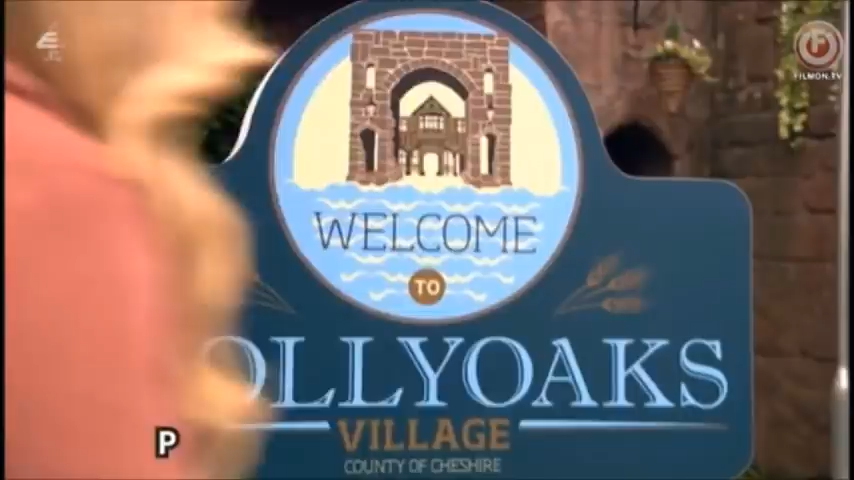 E
FILMON.TV
WELCOME
TO
OLLYOAKS
VILLAGE
COUNTY OF CHESHIRE
P